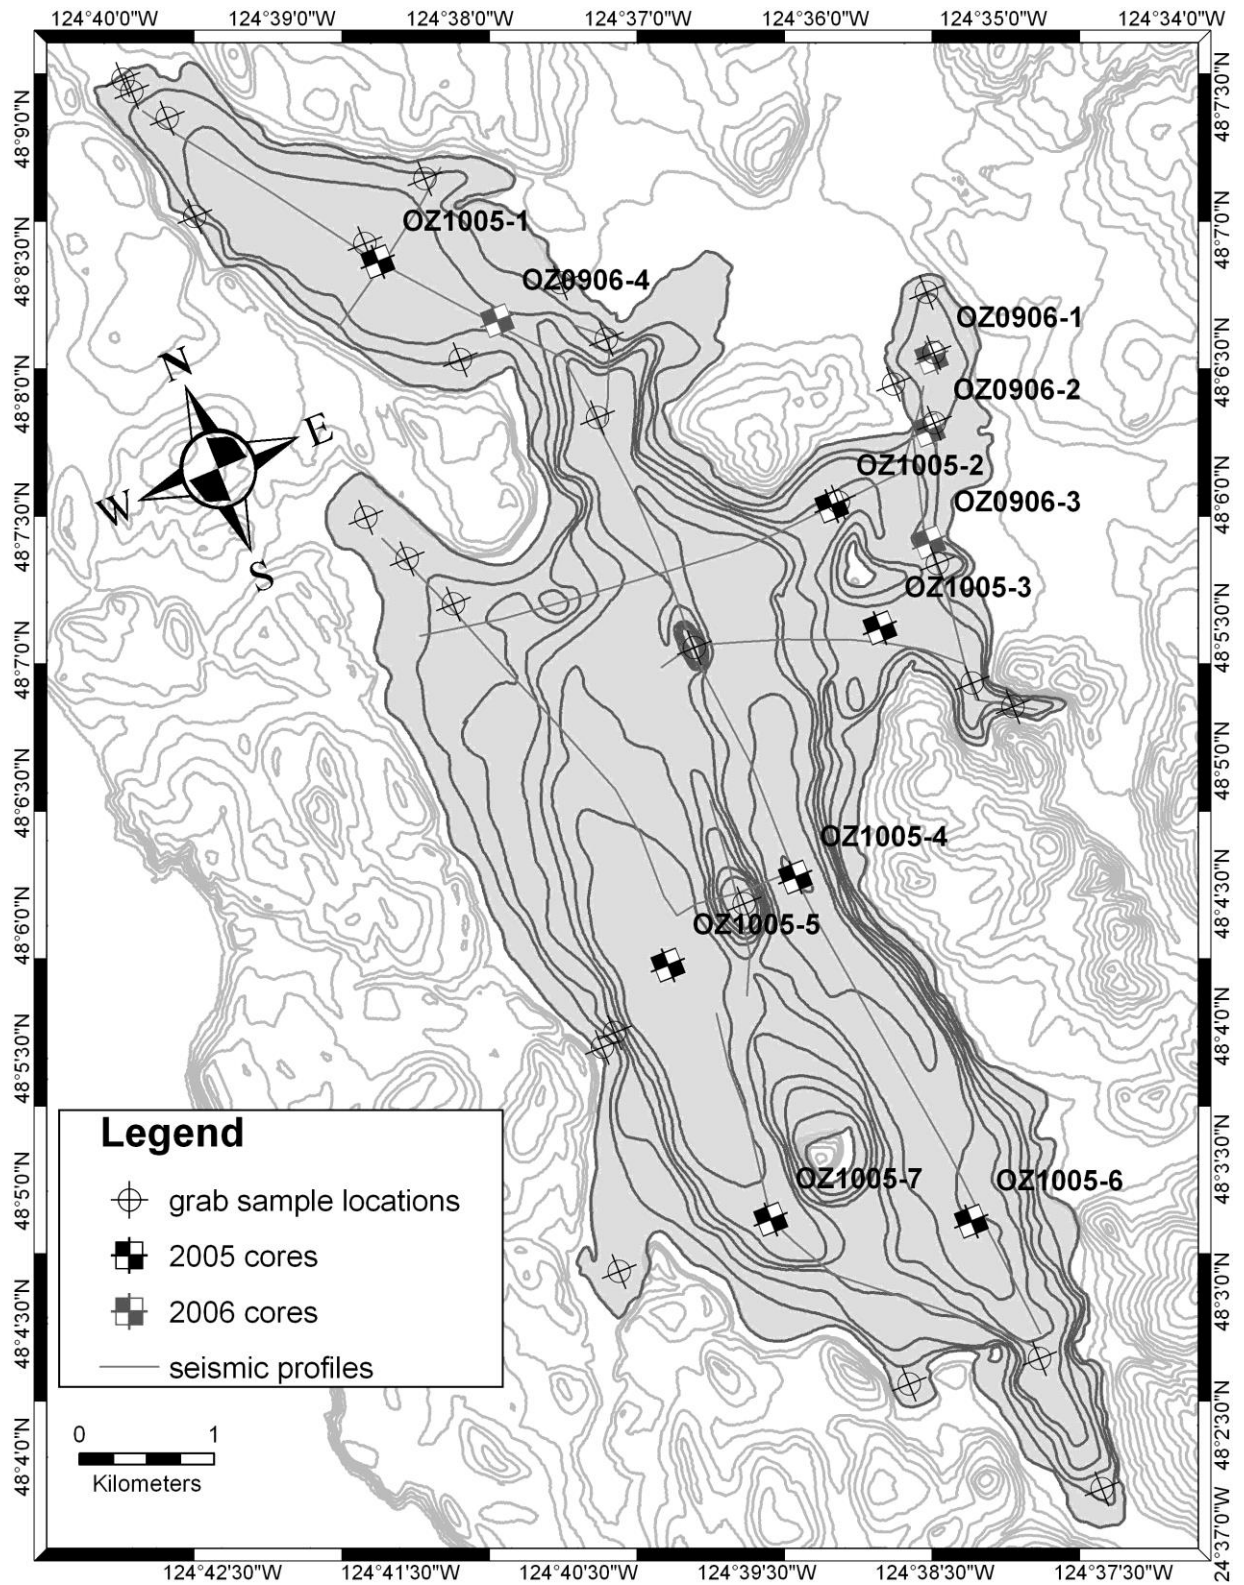 124°40'0"W
124°39'0"W
124°38'0"W
124°37'0"W
124°36'0"W
124°35'0"W
124°34'0"W
48°9'0"N
48°8'30"N
48°8'0"N
48°7'30"N
48°7'0"N
48°6'30"N
48°6'0"N
48°5'30"N
48°5'0"N
48°4'30"N
48°4'0"N
48°7'30"N
48°7'0"N
48°6'30"N
48°6'0"N
48°5'30"N
48°5'0"N
48°4'30"N
48°4'0"N
48°3'30"N
48°3'0"N
48°2'30"N
24°37'0"W
OZ1005-1
OZ0906-4
OZ0906-1
OZ0906-2
OZ1005-2
OZ0906-3
OZ1005-3
OZ1005-4
OZ1005-5
OZ1005-7
OZ1005-6
N
E
W
S
Legend
grab sample locations
2005 cores
2006 cores
seismic profiles
0 1
Kilometers
124°42'30"W
124°41'30"W
124°40'30"W
124°39'30"W
124°38'30"W
124°37'30"W